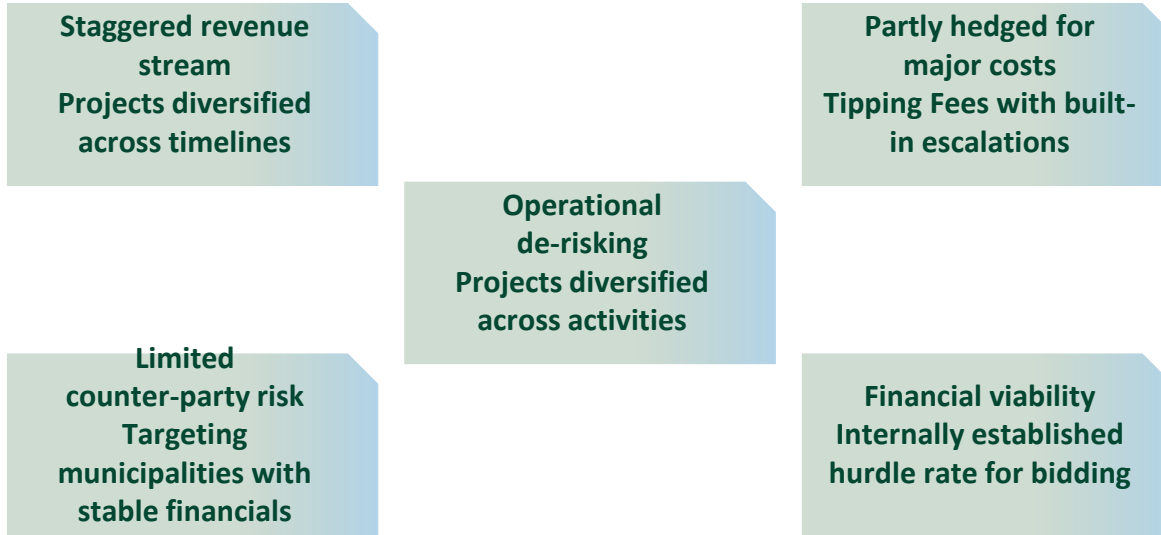 Staggered revenue
stream
Projects diversified
across timelines
Partly hedged for
major costs
Tipping Fees with built-
in escalations
Operational
de-risking
Projects diversified
across activities
Limited
counter-party risk
Targeting
municipalities with
stable financials
Financial viability
Internally established
hurdle rate for bidding